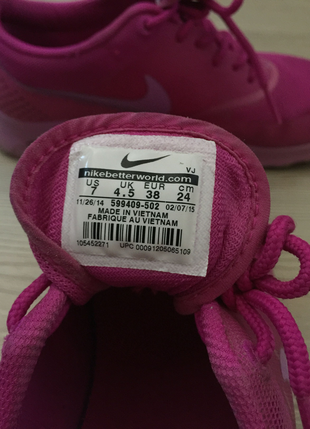 VJ
nikebetterworld.com
US UK EUR cm
7 4.5 38 24
11/26/14 599409-502 02/07/15
MADE IN VIETNAM
FABRIQUE AU VIETNAM
105452271 UPC 00091205065109